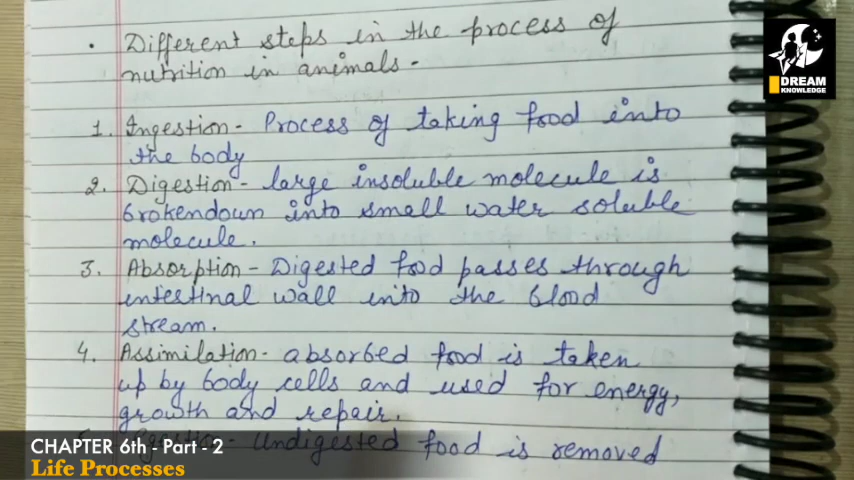 • Different steps in the process of
nutrition in animals.
1. Ingestion - Process of taking food into
the body
2. Digestion - large insoluble molecule is
brokendown into small water soluble
molecule.
3. Absorption - Digested food passes through
intestinal wall into the blood
stream.
4. Assimilation - absorbed food is taken
up by body cells and used for energy,
growth and repair.
Undigested food is removed
DREAM
KNOWLEDGE
CHAPTER 6th - Part - 2
Life Processes